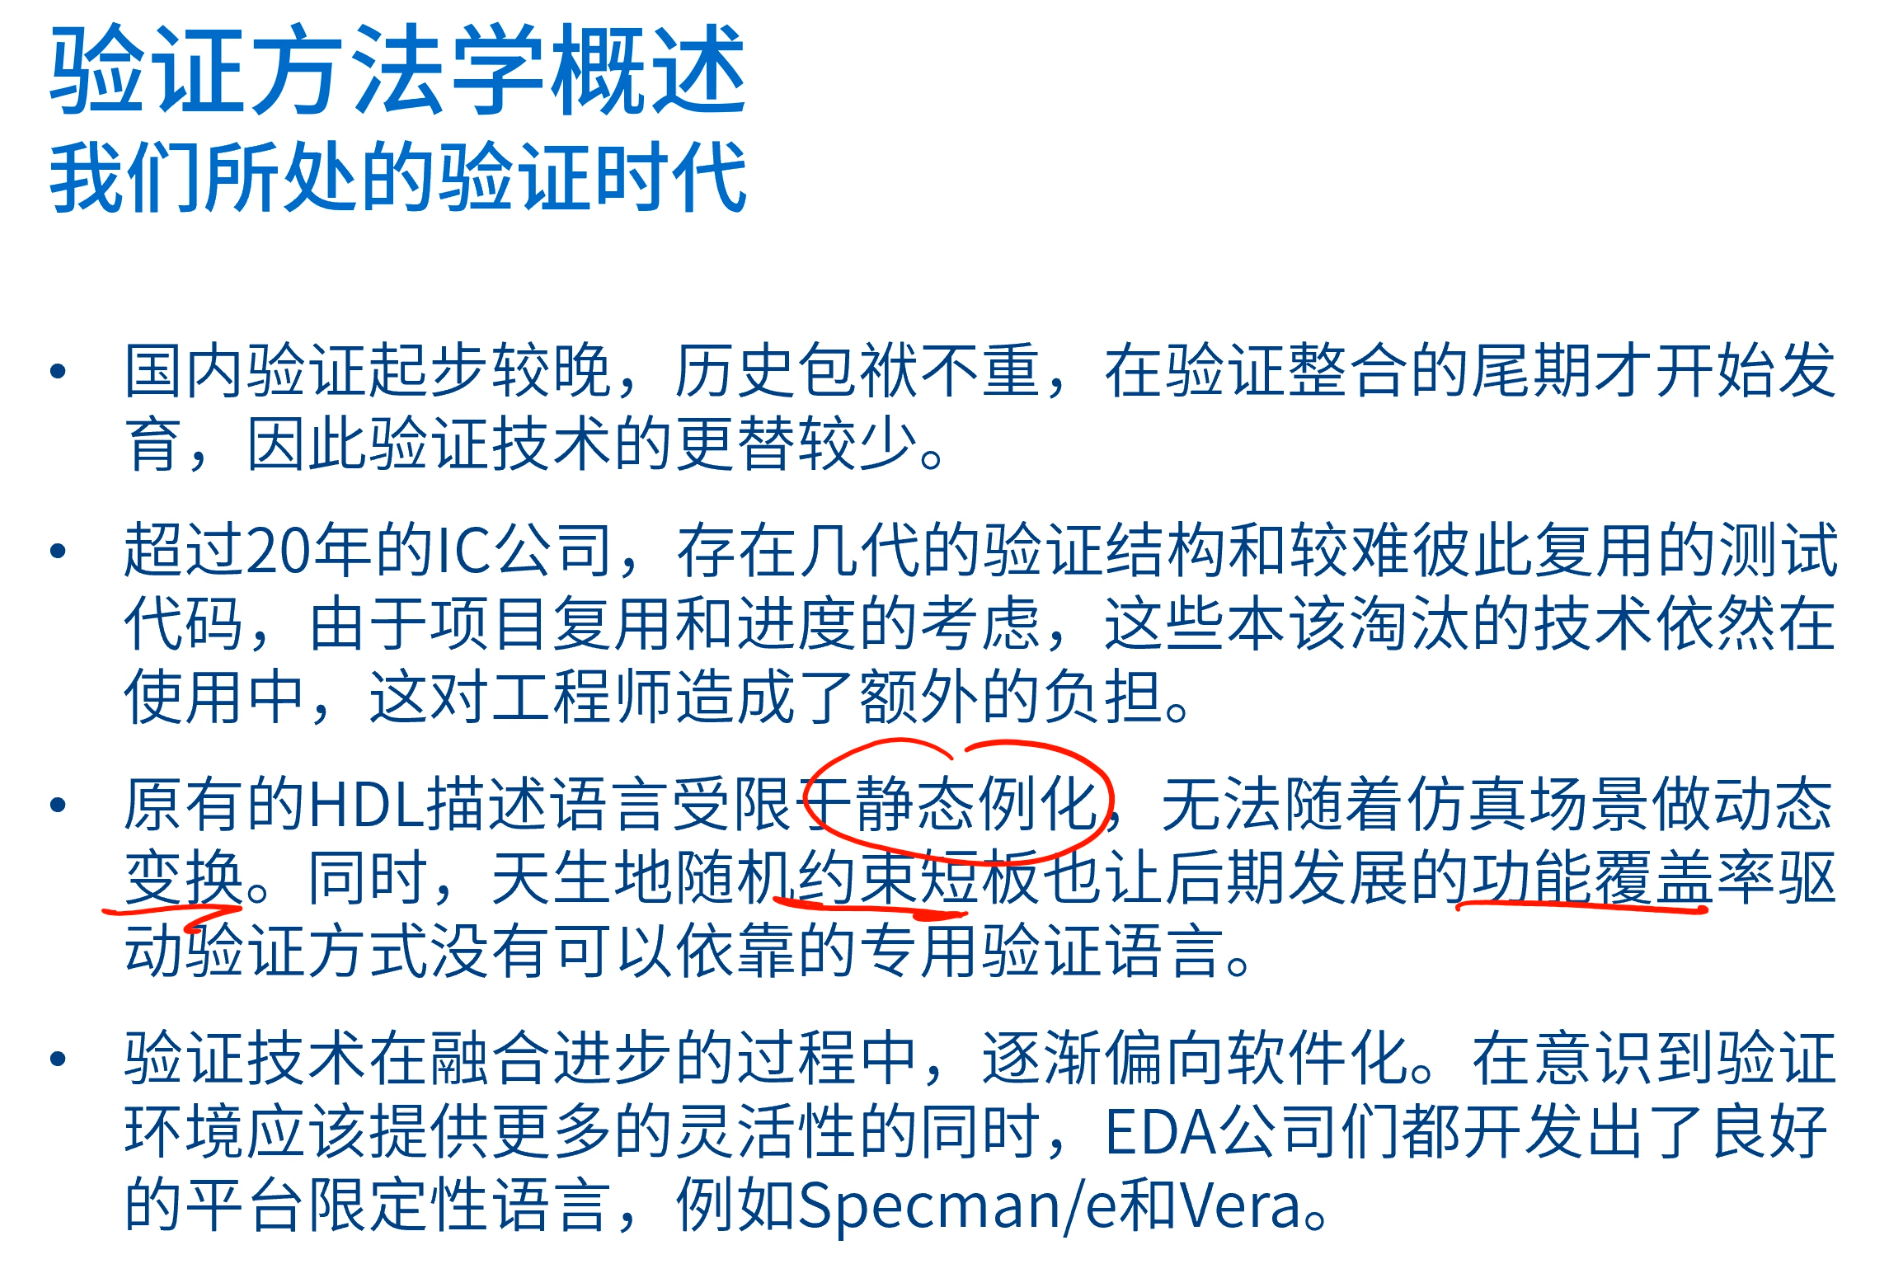 验证方法学概述
我们所处的验证时代
• 国内验证起步较晚，历史包袱不重，在验证整合的尾期才开始发
育，因此验证技术的更替较少。
• 超过20年的IC公司，存在几代的验证结构和较难彼此复用的测试
代码，由于项目复用和进度的考虑，这些本该淘汰的技术依然在
使用中，这对工程师造成了额外的负担。
• 原有的HDL描述语言受限于静态例化，无法随着仿真场景做动态
变换。同时，天生地随机约束短板也让后期发展的功能覆盖率驱
动验证方式没有可以依靠的专用验证语言。
• 验证技术在融合进步的过程中，逐渐偏向软件化。在意识到验证
环境应该提供更多的灵活性的同时，EDA公司们都开发出了良好
的平台限定性语言，例如Specman/e和Vera。